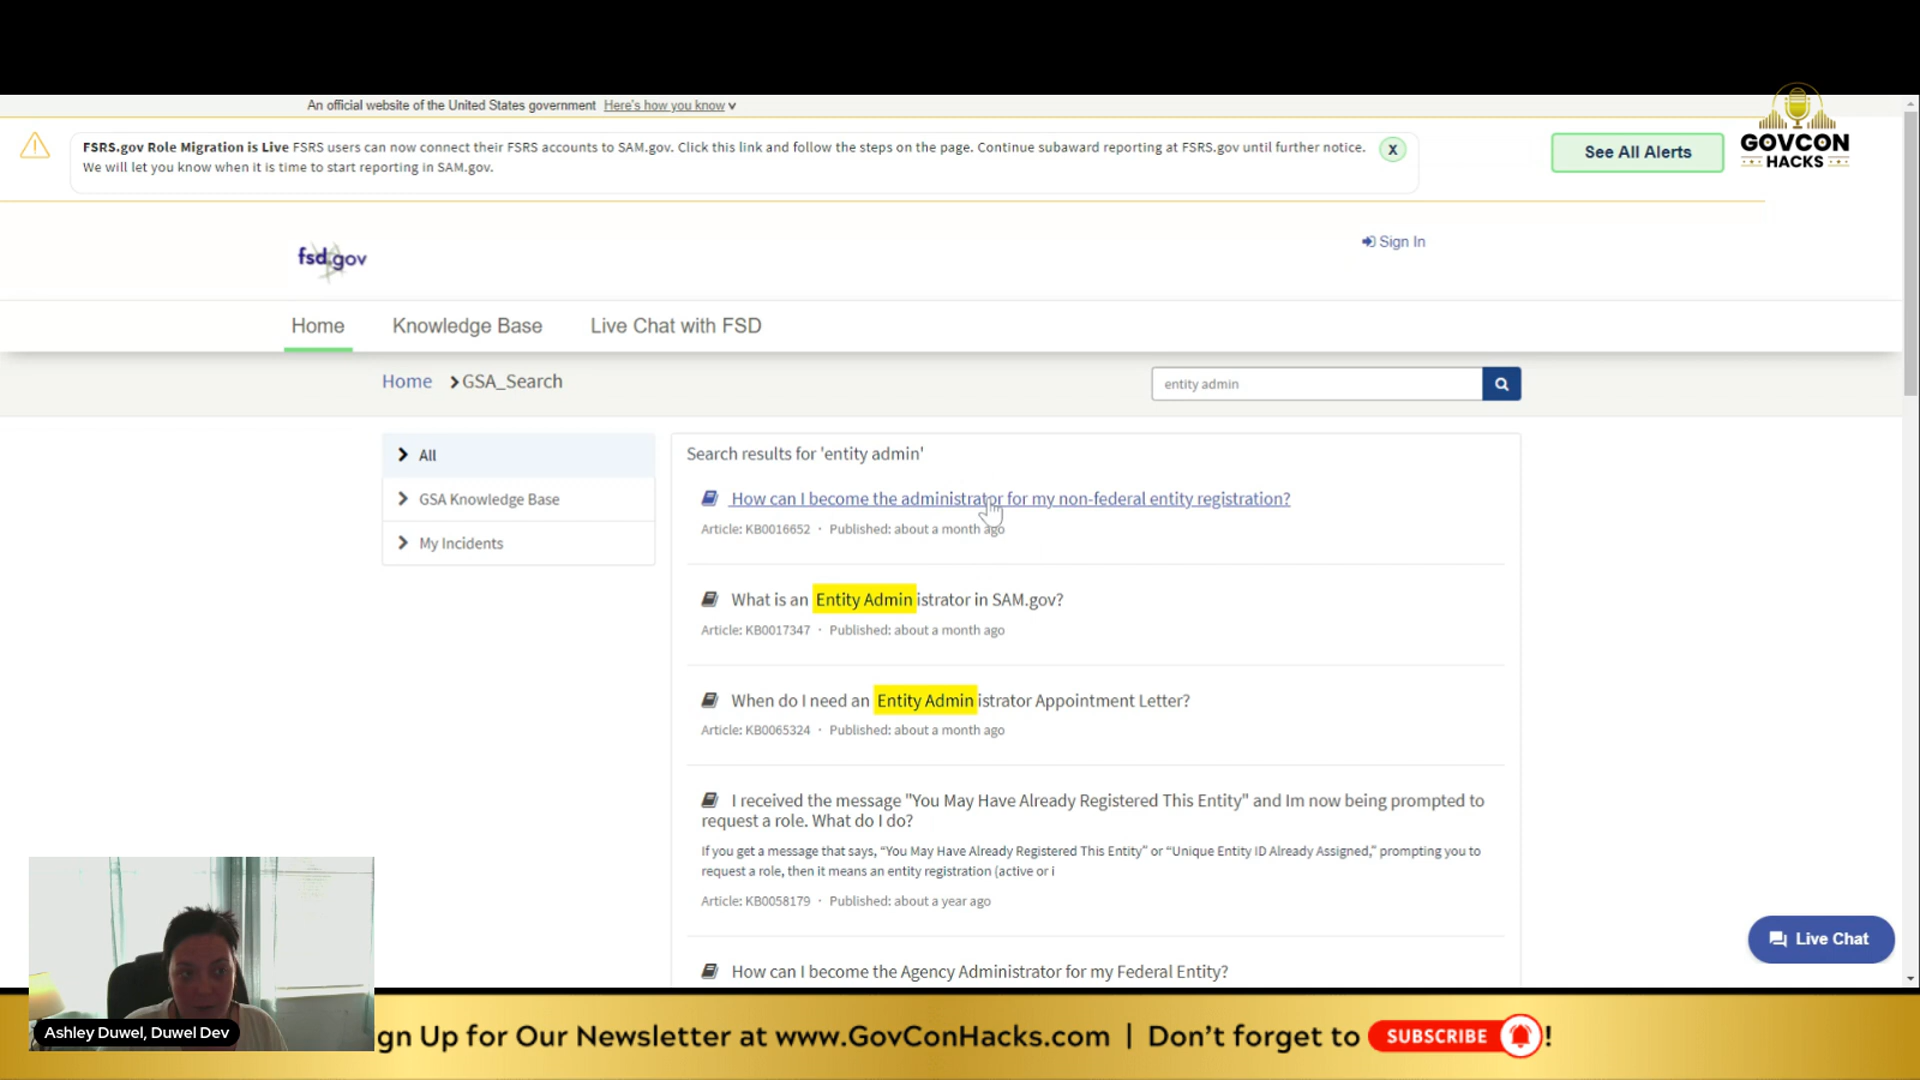 An official website of the United States government Here's how you know
FSRS.gov Role Migration is Live FSRS users can now connect their FSRS accounts to SAM.gov. Click this link and follow the steps on the page. Continue subaward reporting at FSRS.gov until further notice.
We will let you know when it is time to start reporting in SAM.gov.
X
See All Alerts
GOVCON
HACKS
fsd.gov
Sign In
Home Knowledge Base Live Chat with FSD
Home GSA_Search
entity admin
All
GSA Knowledge Base
My Incidents
Search results for 'entity admin'
How can I become the administrator for my non-federal entity registration?
Article: KB0016652 · Published: about a month ago
What is an Entity Administrator in SAM.gov?
Article: KB0017347 · Published: about a month ago
When do I need an Entity Administrator Appointment Letter?
Article: KB0065324 · Published: about a month ago
I received the message "You May Have Already Registered This Entity" and Im now being prompted to
request a role. What do I do?
If you get a message that says, “You May Have Already Registered This Entity” or “Unique Entity ID Already Assigned,” prompting you to
request a role, then it means an entity registration (active or i
Article: KB0058179 · Published: about a year ago
How can I become the Agency Administrator for my Federal Entity?
Live Chat
Ashley Duwel, Duwel Dev
gn Up for Our Newsletter at www.GovConHacks.com | Don’t forget to SUBSCRIBE !